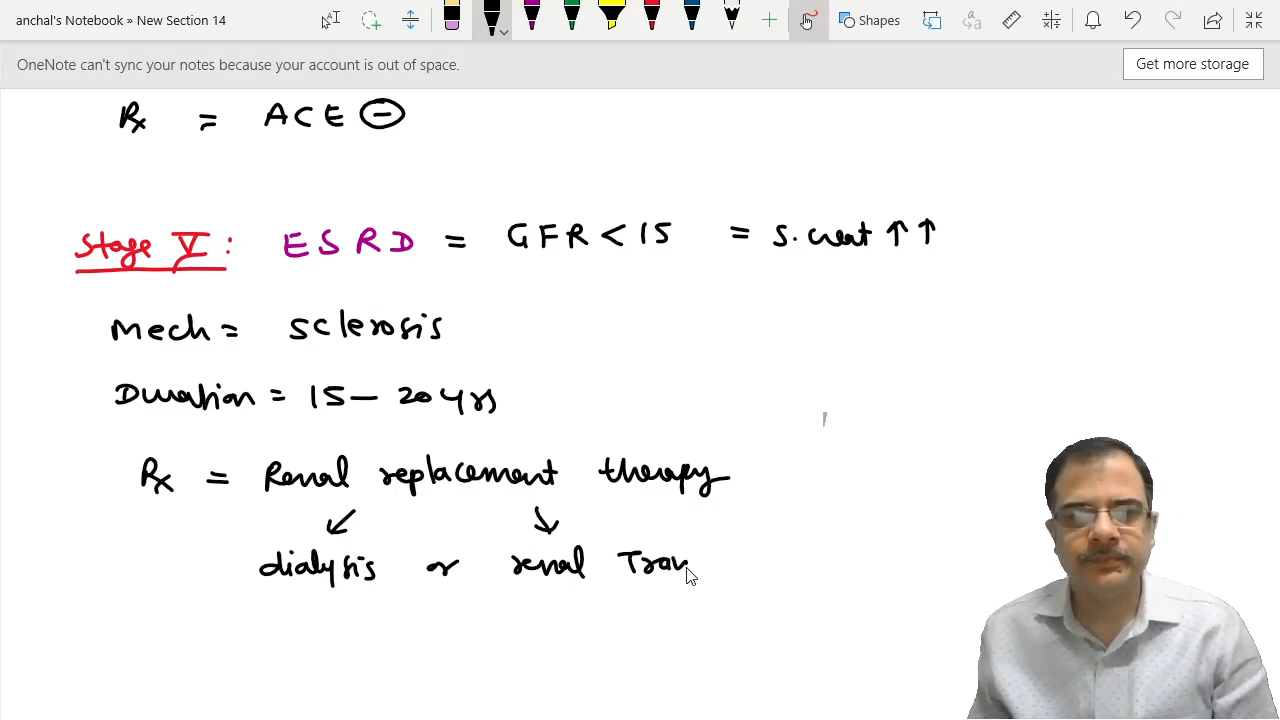 anchal's Notebook » New Section 14
Shapes
OneNote can't sync your notes because your account is out of space.
Get more storage
Rx = ACE ⊖
Stage V : ESRD = GFR < 15 = S. Creat ↑ ↑
Mech = Sclerosis
Duration = 15 – 20 yrs
Rx = Renal replacement therapy
↙ ↘
dialysis or renal Tran